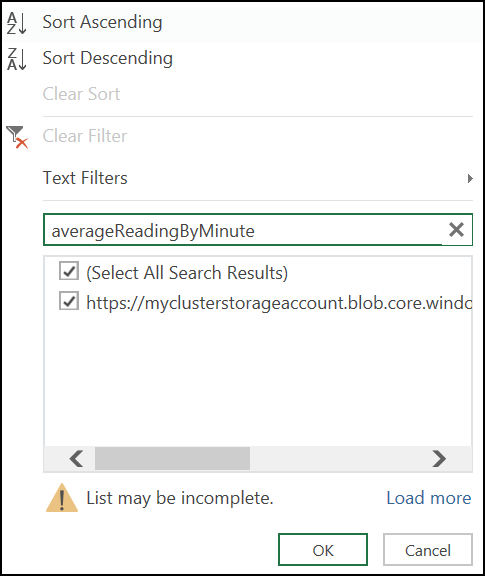 Sort Ascending
Sort Descending
Clear Sort
Clear Filter
Text Filters
averageReadingByMinute
(Select All Search Results)
https://myclusterstorageaccount.blob.core.windo
List may be incomplete. Load more
OK Cancel